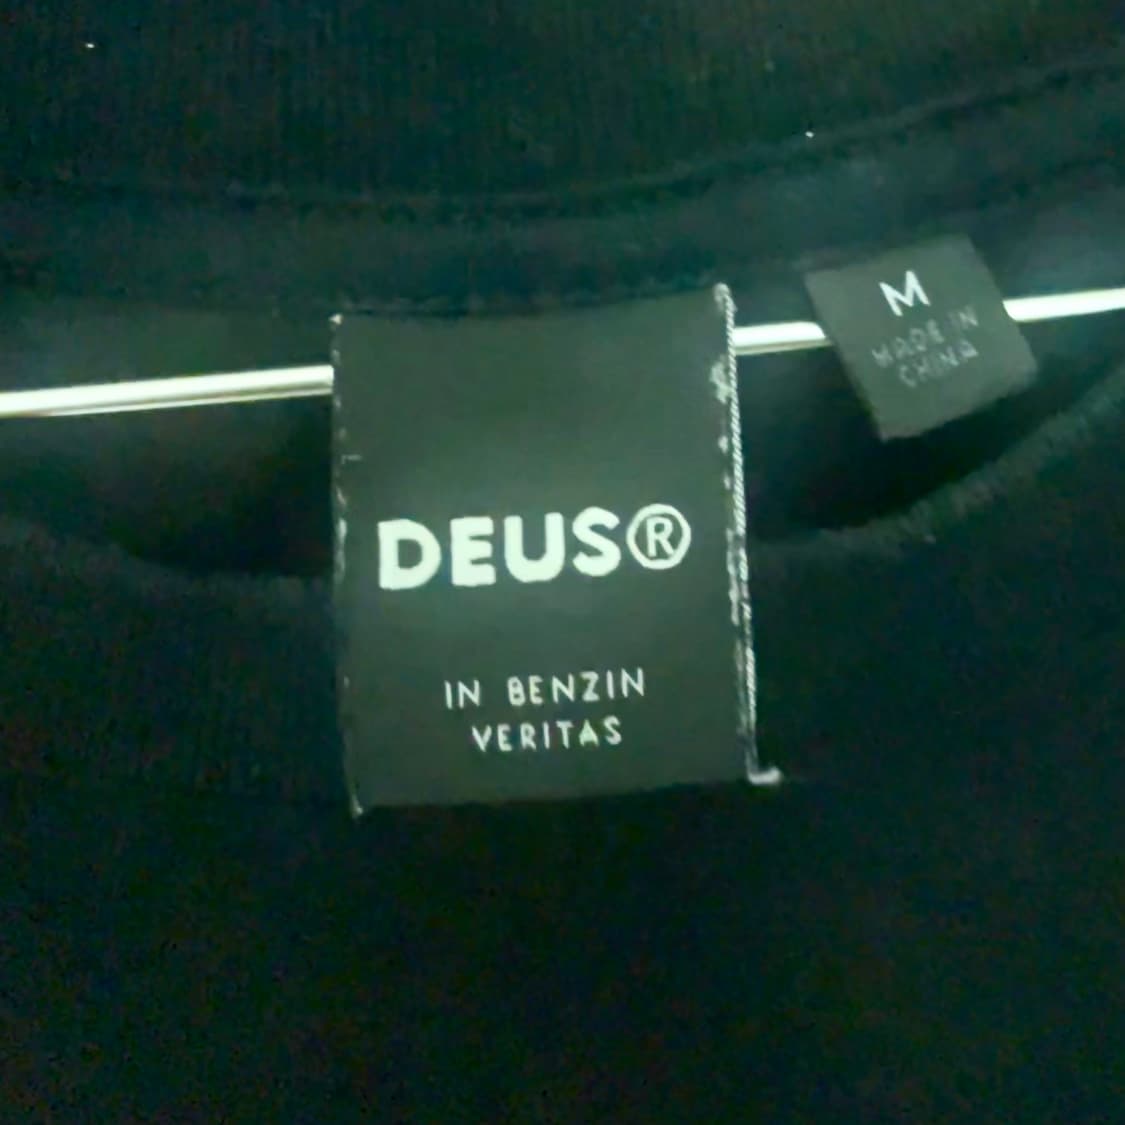 M
MADE IN
CHINA
DEUS®
IN BENZIN
VERITAS